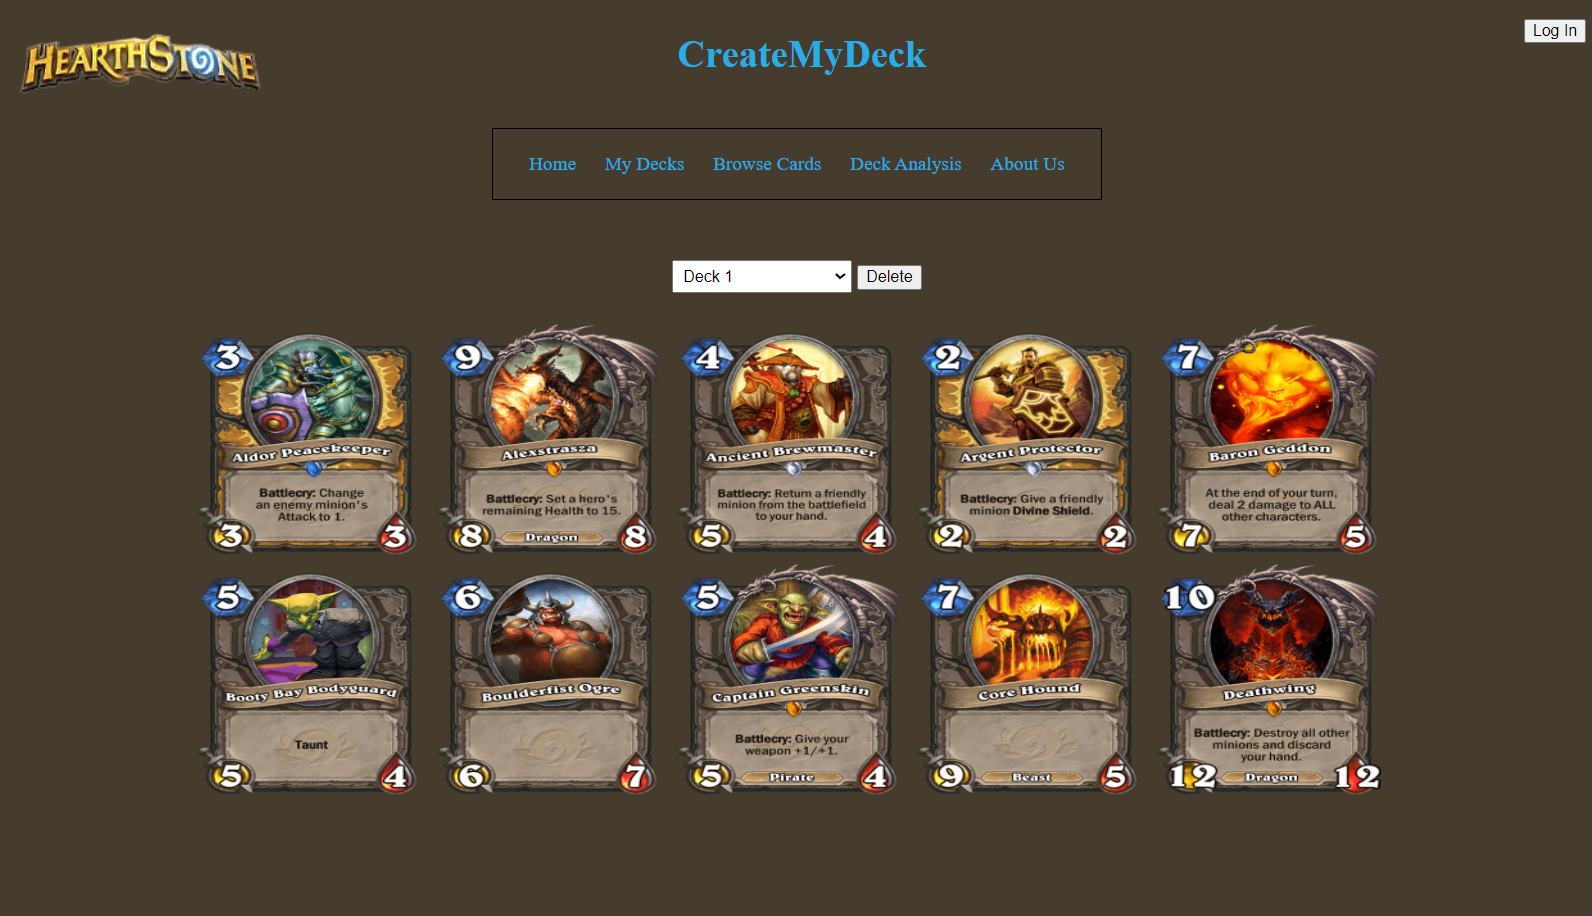 HEARTHSTONE
CreateMyDeck
Log In
Home My Decks Browse Cards Deck Analysis About Us
Deck 1 Delete
3
Aldor Peacekeeper
Battlecry: Change
an enemy minion's
Attack to 1.
3 3
9
Alexstrasza
Battlecry: Set a hero's
remaining Health to 15.
8 Dragon 8
4
Ancient Brewmaster
Battlecry: Return a friendly
minion from the battlefield
to your hand.
5 4
2
Argent Protector
Battlecry: Give a friendly
minion Divine Shield.
2 2
7
Baron Geddon
At the end of your turn,
deal 2 damage to ALL
other characters.
7 5
5
Booty Bay Bodyguard
Taunt
5 4
6
Boulderfist Ogre
6 7
5
Captain Greenskin
Battlecry: Give your
weapon +1/+1.
5 Pirate 4
7
Core Hound
9 Beast 5
10
Deathwing
Battlecry: Destroy all other
minions and discard
your hand.
12 Dragon 12